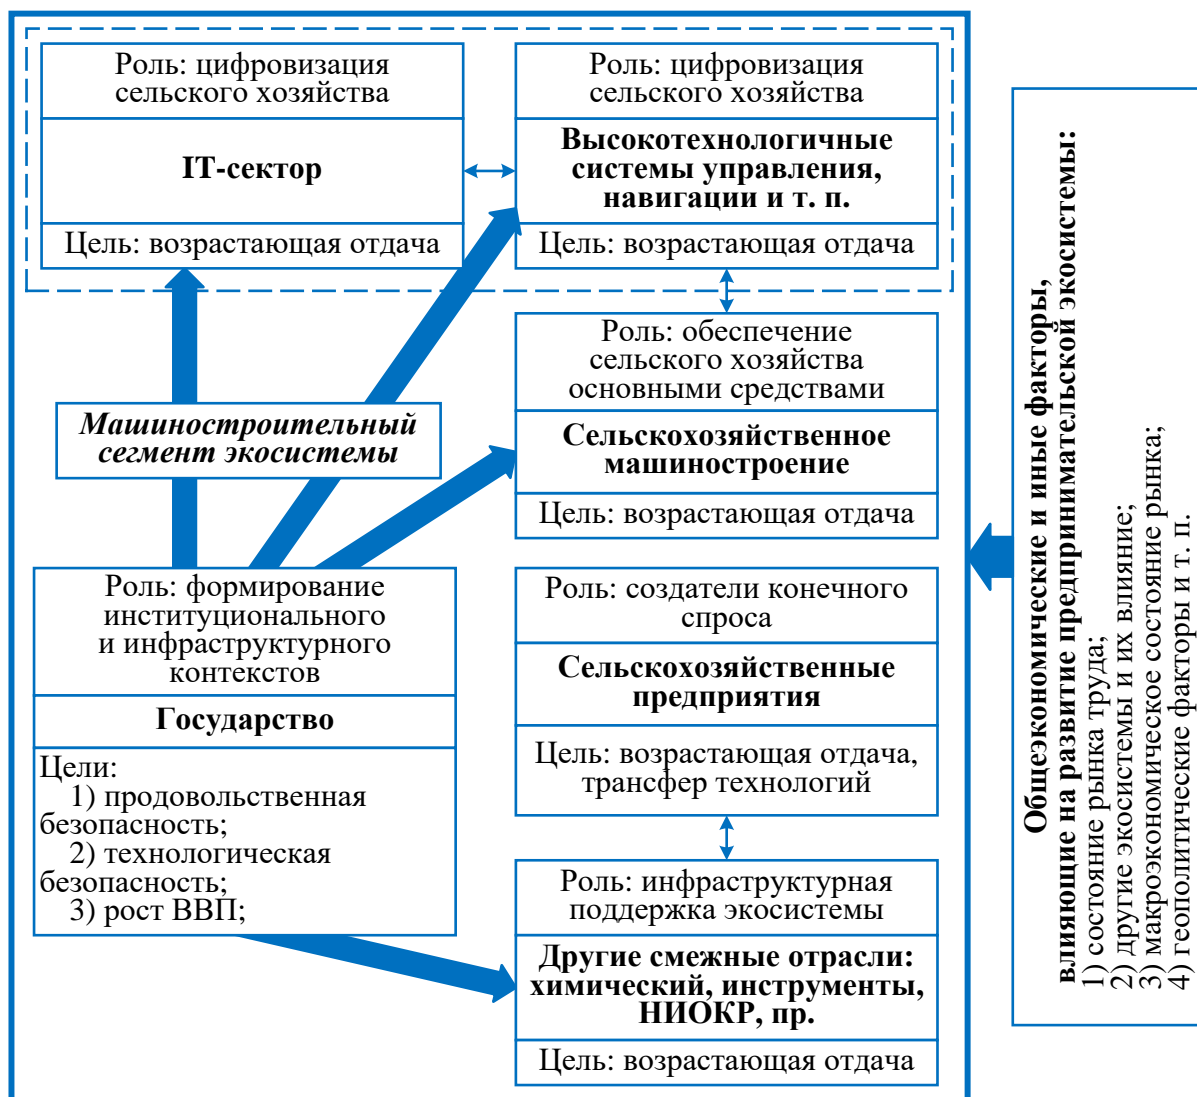 Роль: цифровизация
сельского хозяйства
IT-сектор
Цель: возрастающая отдача
Роль: цифровизация
сельского хозяйства
Высокотехнологичные
системы управления,
навигации и т. п.
Цель: возрастающая отдача
Роль: обеспечение
сельского хозяйства
основными средствами
Сельскохозяйственное
машиностроение
Цель: возрастающая отдача
Машиностроительный
сегмент экосистемы
Роль: формирование
институционального
и инфраструктурного
контекстов
Государство
Цели:
1) продовольственная
безопасность;
2) технологическая
безопасность;
3) рост ВВП;
Роль: создатели конечного
спроса
Сельскохозяйственные
предприятия
Цель: возрастающая отдача,
трансфер технологий
Роль: инфраструктурная
поддержка экосистемы
Другие смежные отрасли:
химический, инструменты,
НИОКР, пр.
Цель: возрастающая отдача
Общеэкономические и иные факторы,
влияющие на развитие предпринимательской экосистемы:
1) состояние рынка труда;
2) другие экосистемы и их влияние;
3) макроэкономическое состояние рынка;
4) геополитические факторы и т. п.